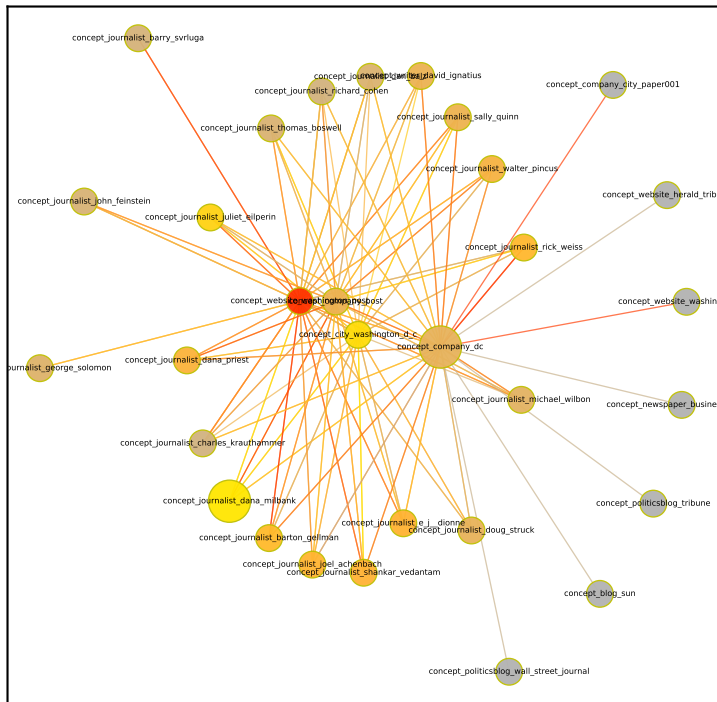 concept_journalist_barry_svrluga
concept_journalist_david_ignatius
concept_company_city_paper001
concept_journalist_richard_cohen
concept_journalist_sally_quinn
concept_journalist_thomas_boswell
concept_journalist_walter_pincus
concept_website_herald_trib
concept_journalist_john_feinstein
concept_journalist_juliet_eilperin
concept_journalist_rick_weiss
concept_website_washin
concept_city_washington_d_c
concept_company_dc
concept_journalist_dana_priest
ournalist_george_solomon
concept_journalist_michael_wilbon
concept_newspaper_busine
concept_journalist_charles_krauthammer
concept_journalist_dana_milbank
concept_politicsblog_tribune
concept_journalist_e_j__dionne
concept_journalist_doug_struck
concept_journalist_barton_gellman
concept_journalist_joel_achenbach
concept_journalist_shankar_vedantam
concept_blog_sun
concept_politicsblog_wall_street_journal